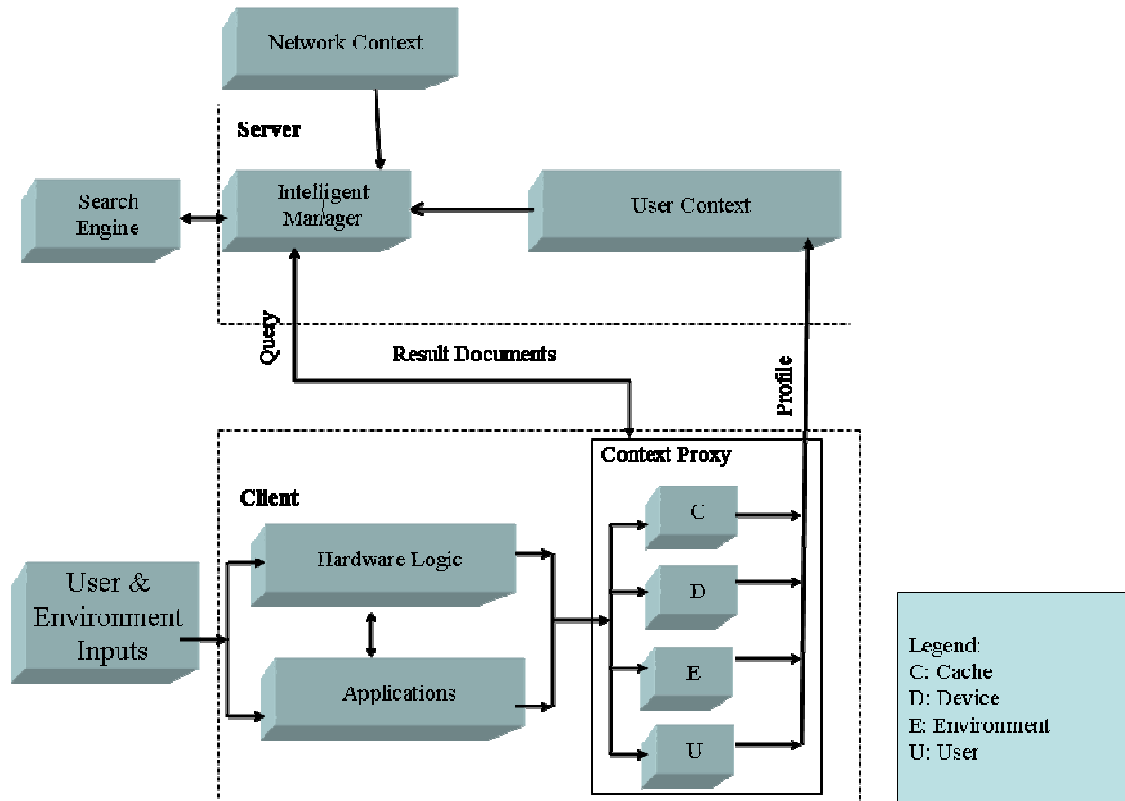 Network Context
Server
Search
Engine
Intelligent
Manager
User Context
Query
Result Documents
Profile
Context Proxy
Client
C
Hardware Logic
D
User &
Environment
Inputs
E
Applications
U
Legend:
C: Cache
D: Device
E: Environment
U: User